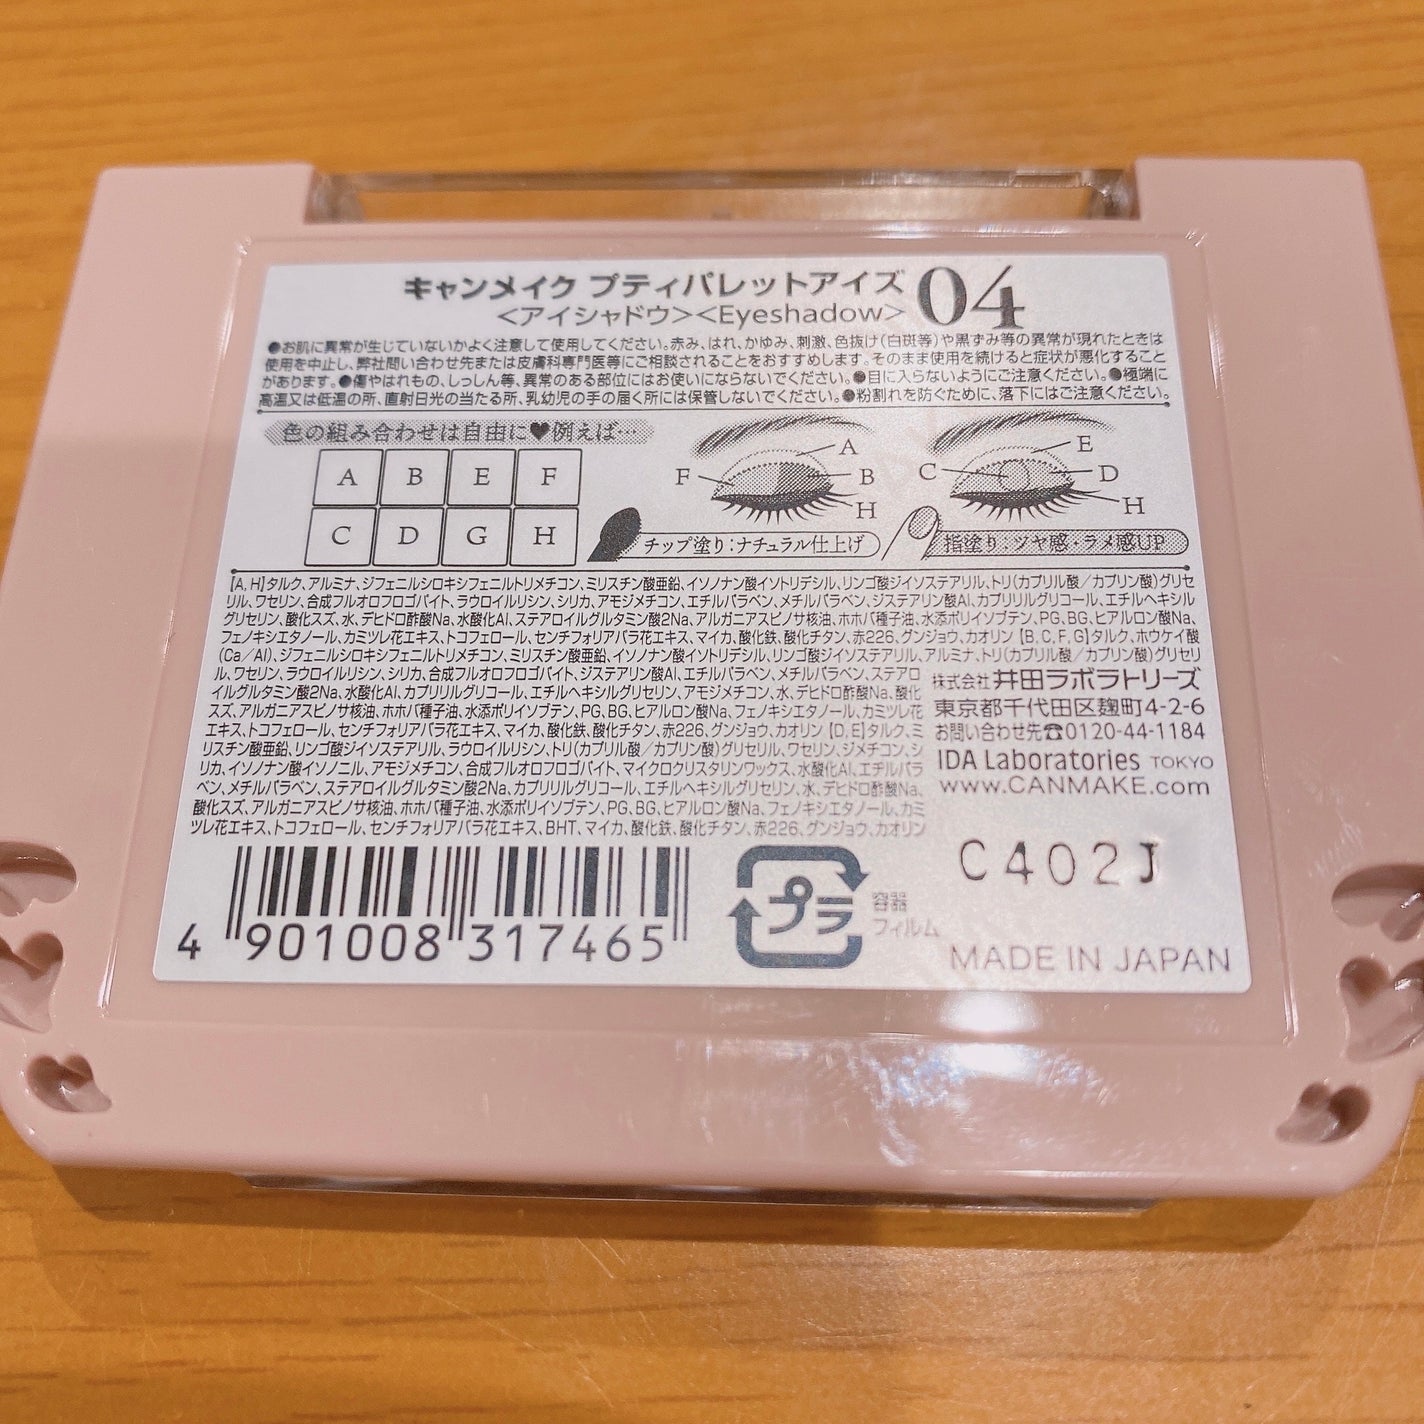 キャンメイク プティパレットアイズ 04
<アイシャドウ><Eyeshadow>
●お肌に異常が生じていないかよく注意して使用してください。赤み、はれ、かゆみ、刺激、色抜け(白斑等)や黒ずみ等の異常が現れたときは
使用を中止し、弊社問い合わせ先または皮膚科専門医等にご相談されることをおすすめします。そのまま使用を続けると症状が悪化すること
があります。●傷やはれもの、しっしん等、異常のある部位にはお使いにならないでください。●目に入らないようにご注意ください。●極端に
高温又は低温の所、直射日光の当たる所、乳幼児の手の届く所には保管しないでください。●粉割れを防ぐために、落下にはご注意ください。
色の組み合わせは自由に♥例えば…
A B E F
C D G H
F A B H
チップ塗り:ナチュラル仕上げ
C E D H
指塗り:ツヤ感・ラメ感UP
【A,H】タルク、アルミナ、ジフェニルシロキシフェニルトリメチコン、ミリスチン酸亜鉛、イソノナン酸イソトリデシル、リンゴ酸ジイソステアリル、トリ(カプリル酸/カプリン酸)グリセ
リル、ワセリン、合成フルオロフロゴパイト、ラウロイルリシン、シリカ、アモジメチコン、エチルパラベン、メチルパラベン、ジステアリン酸Al、カプリリルグリコール、エチルヘキシル
グリセリン、酸化スズ、水、デヒドロ酢酸Na、水酸化Al、ステアロイルグルタミン酸2Na、アルガニアスピノサ核油、ホホバ種子油、水添ポリイソブテン、PG、BG、ヒアルロン酸Na、
フェノキシエタノール、カミツレ花エキス、トコフェロール、センチフォリアバラ花エキス、マイカ、酸化鉄、酸化チタン、赤226、グンジョウ、カオリン【B,C,F,G】タルク、ホウケイ酸
(Ca/Al)、ジフェニルシロキシフェニルトリメチコン、ミリスチン酸亜鉛、イソノナン酸イソトリデシル、リンゴ酸ジイソステアリル、アルミナ、トリ(カプリル酸/カプリン酸)グリセリ
ル、ワセリン、ラウロイルリシン、シリカ、合成フルオロフロゴパイト、ジステアリン酸Al、エチルパラベン、メチルパラベン、ステアロ
イルグルタミン酸2Na、水酸化Al、カプリリルグリコール、エチルヘキシルグリセリン、アモジメチコン、水、デヒドロ酢酸Na、酸化
スズ、アルガニアスピノサ核油、ホホバ種子油、水添ポリイソブテン、PG、BG、ヒアルロン酸Na、フェノキシエタノール、カミツレ花
エキス、トコフェロール、センチフォリアバラ花エキス、マイカ、酸化鉄、酸化チタン、赤226、グンジョウ、カオリン【D,E】タルク、ミ
リスチン酸亜鉛、リンゴ酸ジイソステアリル、ラウロイルリシン、トリ(カプリル酸/カプリン酸)グリセリル、ワセリン、ジメチコン、シ
リカ、イソノナン酸イソノニル、アモジメチコン、合成フルオロフロゴパイト、マイクロクリスタリンワックス、水酸化Al、エチルパラ
ベン、メチルパラベン、ステアロイルグルタミン酸2Na、カプリリルグリコール、エチルヘキシルグリセリン、水、デヒドロ酢酸Na、
酸化スズ、アルガニアスピノサ核油、ホホバ種子油、水添ポリイソブテン、PG、BG、ヒアルロン酸Na、フェノキシエタノール、カミ
ツレ花エキス、トコフェロール、センチフォリアバラ花エキス、BHT、マイカ、酸化鉄、酸化チタン、赤226、グンジョウ、カオリン
株式会社 井田ラボラトリーズ
東京都千代田区麹町4-2-6
お問い合わせ先☎0120-44-1184
IDA Laboratories TOKYO
www.CANMAKE.com
C402J
4 901008 317465
プラ
容器
フィルム
MADE IN JAPAN